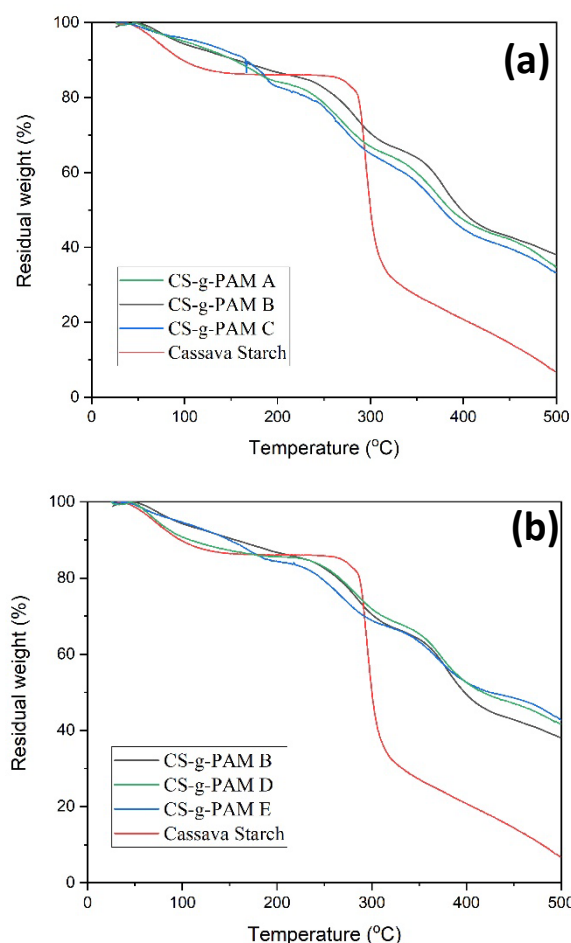 (a)
Residual weight (%)
100
80
60
40
20
0
CS-g-PAM A
CS-g-PAM B
CS-g-PAM C
Cassava Starch
0 100 200 300 400 500
Temperature (°C)
(b)
Residual weight (%)
100
80
60
40
20
0
CS-g-PAM B
CS-g-PAM D
CS-g-PAM E
Cassava Starch
0 100 200 300 400 500
Temperature (°C)